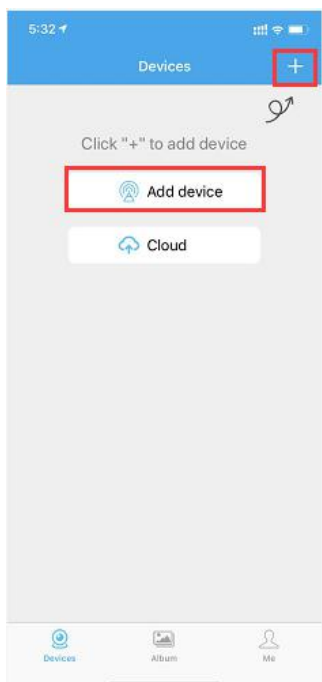 5:32
Devices
Click "+" to add device
Add device
Cloud
Devices
Album
Me